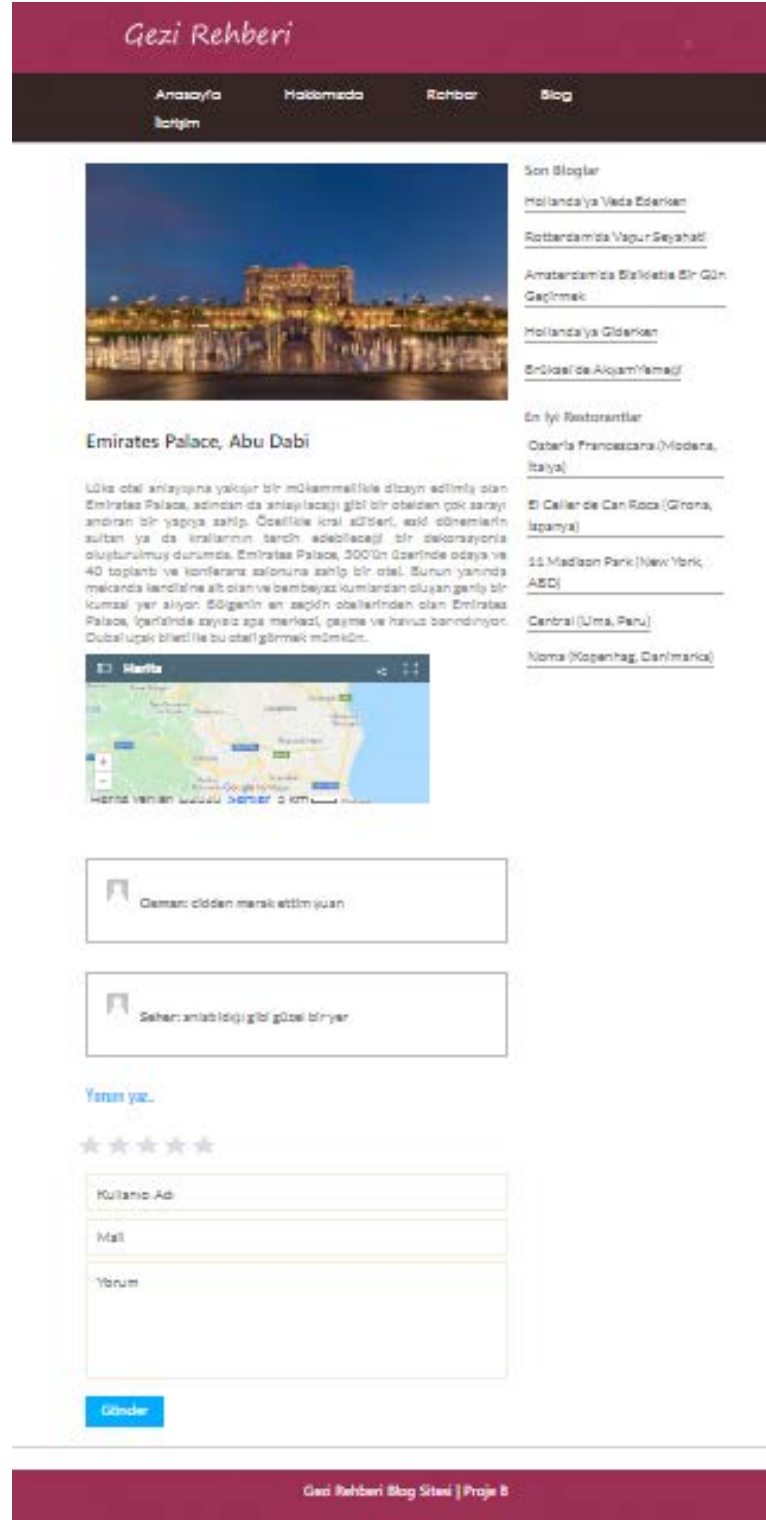 Gezi Rehberi
Anasayfa Hakkımızda Rehber Blog
İletişim
Emirates Palace, Abu Dabi
Lüks otel anlayışına yakışır bir mükemmellikle dizayn edilmiş olan
Emirates Palace, adından da anlaşılacağı gibi bir otelden çok sarayı
andıran bir yapıya sahip. Özellikle kral süitleri, eski dönemlerin
sultan ya da krallarının tercih edebileceği bir dekorasyonla
oluşturulmuş durumda. Emirates Palace, 300'ün üzerinde odaya ve
40 toplantı ve konferans salonuna sahip bir otel. Bunun yanında
mekanda kendisine ait olan ve bembeyaz kumlardan oluşan geniş bir
kumsal yer alıyor. Bölgenin en seçkin otellerinden olan Emirates
Palace, içerisinde sayısız spa merkezi, çeşme ve havuz barındırıyor.
Dubai uçak bileti ile bu oteli görmek mümkün.
Harita
Google
Şartlar 5 km
Osman: cidden merak ettim şuan
Seher: anlatıldığı gibi güzel bir yer
Yorum yaz..
Kullanıcı Adı
Mail
Yorum
Gönder
Son Bloglar
Hollanda'ya Veda Ederken
Rotterdam'da Vapur Seyahati
Amsterdam'da Bisikletle Bir Gün
Geçirmek
Hollanda'ya Giderken
Brüksel'de Akşam Yemeği
En İyi Restorantlar
Osteria Francescana (Modena,
İtalya)
El Celler de Can Roca (Girona,
İspanya)
11 Madison Park (New York,
ABD)
Central (Lima, Peru)
Noma (Kopenhag, Danimarka)
Gezi Rehberi Blog Sitesi | Proje B